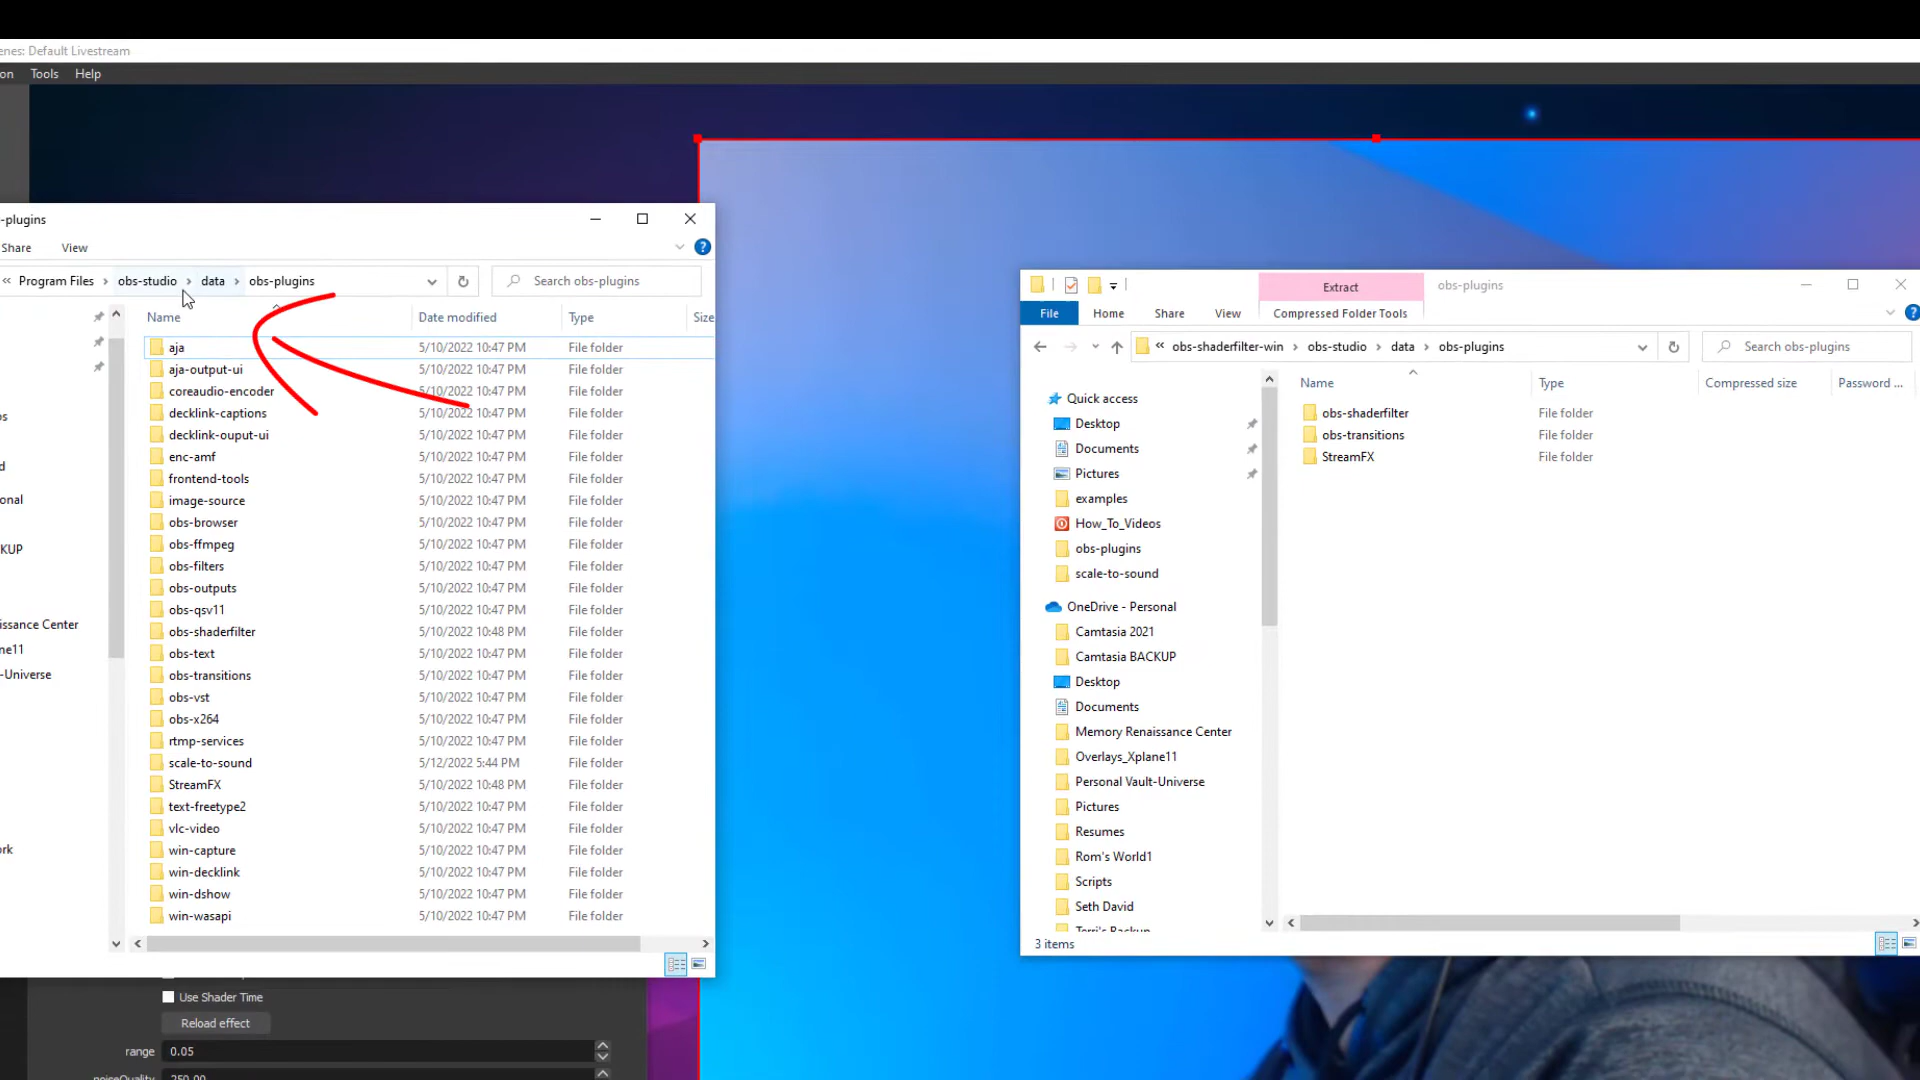 enes: Default Livestream
on Tools Help
-plugins
Share View
« Program Files > obs-studio > data > obs-plugins
Search obs-plugins
Name Date modified Type Size
aja 5/10/2022 10:47 PM File folder
aja-output-ui 5/10/2022 10:47 PM File folder
coreaudio-encoder 5/10/2022 10:47 PM File folder
decklink-captions 5/10/2022 10:47 PM File folder
decklink-ouput-ui 5/10/2022 10:47 PM File folder
enc-amf 5/10/2022 10:47 PM File folder
frontend-tools 5/10/2022 10:47 PM File folder
image-source 5/10/2022 10:47 PM File folder
obs-browser 5/10/2022 10:47 PM File folder
obs-ffmpeg 5/10/2022 10:47 PM File folder
obs-filters 5/10/2022 10:47 PM File folder
obs-outputs 5/10/2022 10:47 PM File folder
obs-qsv11 5/10/2022 10:47 PM File folder
obs-shaderfilter 5/10/2022 10:48 PM File folder
obs-text 5/10/2022 10:47 PM File folder
obs-transitions 5/10/2022 10:47 PM File folder
obs-vst 5/10/2022 10:47 PM File folder
obs-x264 5/10/2022 10:47 PM File folder
rtmp-services 5/10/2022 10:47 PM File folder
scale-to-sound 5/12/2022 5:44 PM File folder
StreamFX 5/10/2022 10:48 PM File folder
text-freetype2 5/10/2022 10:47 PM File folder
vlc-video 5/10/2022 10:47 PM File folder
win-capture 5/10/2022 10:47 PM File folder
win-decklink 5/10/2022 10:47 PM File folder
win-dshow 5/10/2022 10:47 PM File folder
win-wasapi 5/10/2022 10:47 PM File folder
os
d
onal
KUP
issance Center
ne11
-Universe
rk
Use Shader Time
Reload effect
range 0.05
noiseQuality 250.00
Extract obs-plugins
File Home Share View Compressed Folder Tools
« obs-shaderfilter-win > obs-studio > data > obs-plugins
Search obs-plugins
Name Type Compressed size Password ...
obs-shaderfilter File folder
obs-transitions File folder
StreamFX File folder
Quick access
Desktop
Documents
Pictures
examples
How_To_Videos
obs-plugins
scale-to-sound
OneDrive - Personal
Camtasia 2021
Camtasia BACKUP
Desktop
Documents
Memory Renaissance Center
Overlays_Xplane11
Personal Vault-Universe
Pictures
Resumes
Rom's World1
Scripts
Seth David
Terri's Backup
3 items